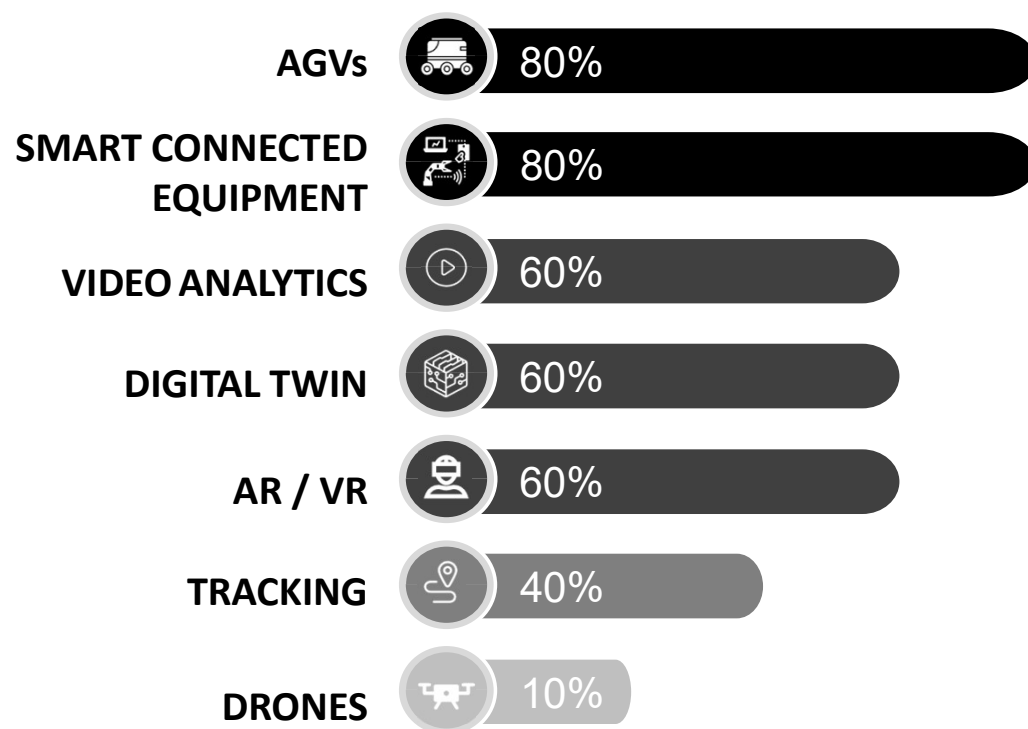 AGVs 80%
SMART CONNECTED
EQUIPMENT 80%
VIDEO ANALYTICS 60%
DIGITAL TWIN 60%
AR / VR 60%
TRACKING 40%
DRONES 10%